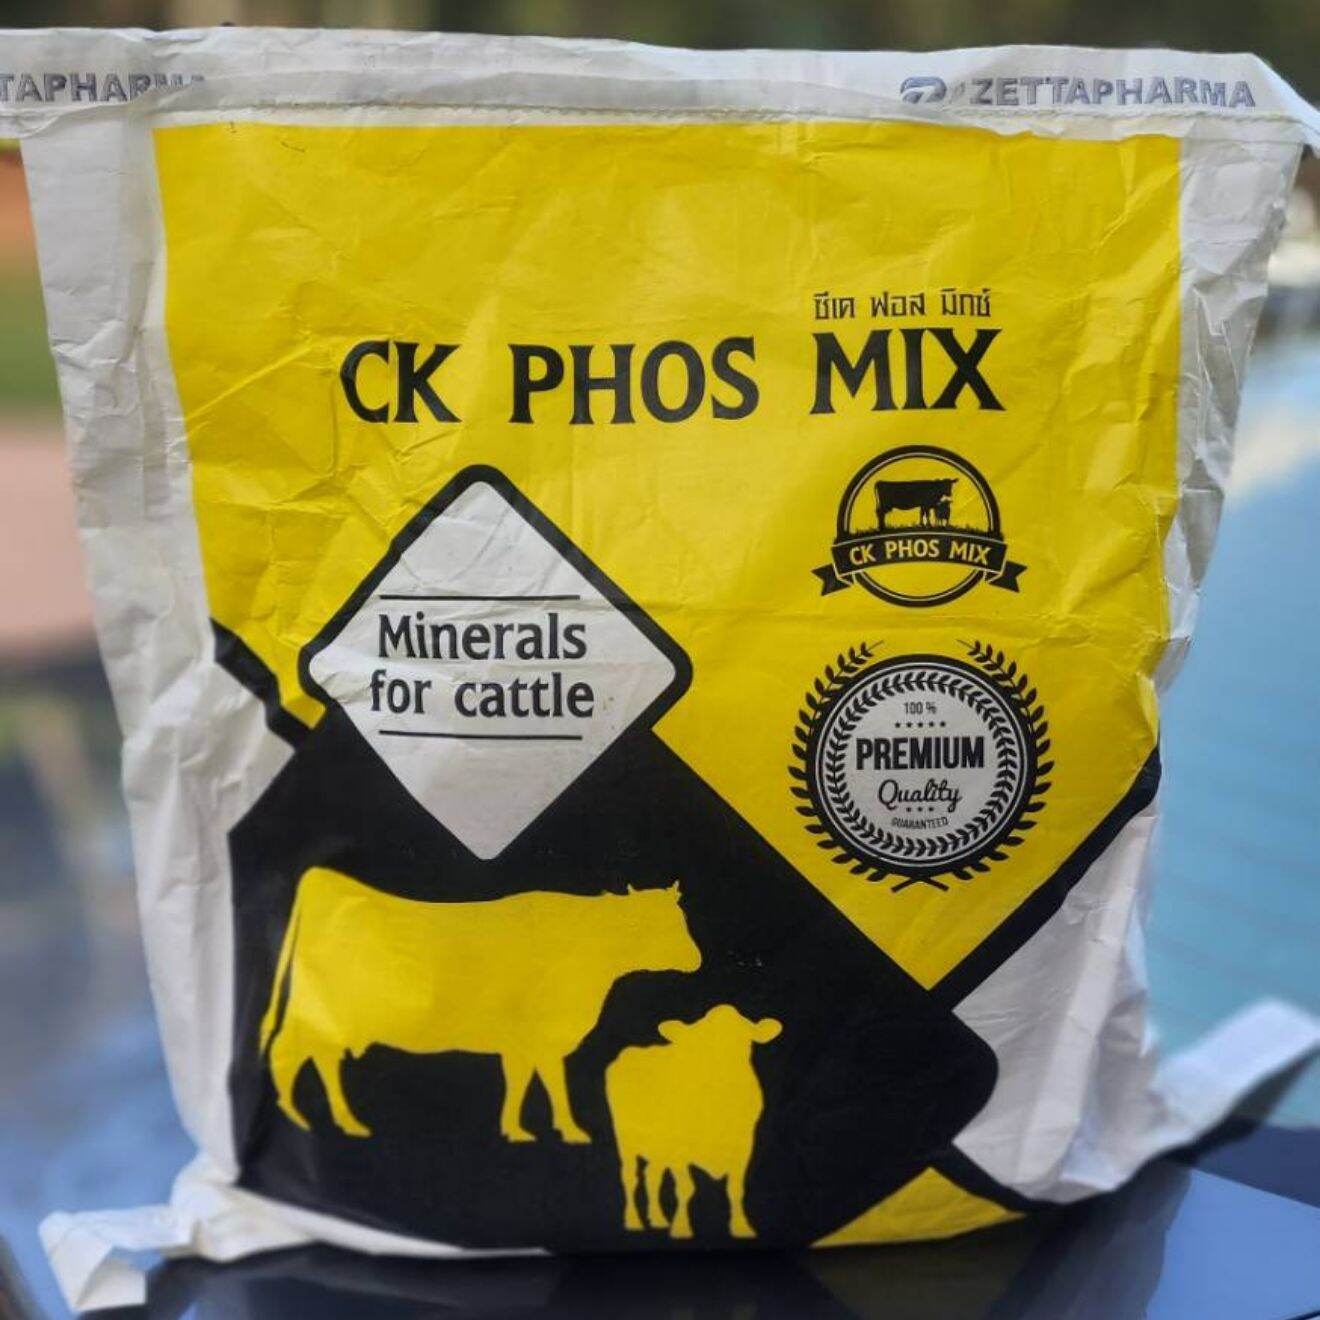 ZETTAPHARMA
ซีเค ฟอส มิกซ์
CK PHOS MIX
CK PHOS MIX
Minerals
for cattle
100 %
PREMIUM
Quality
GUARANTEED